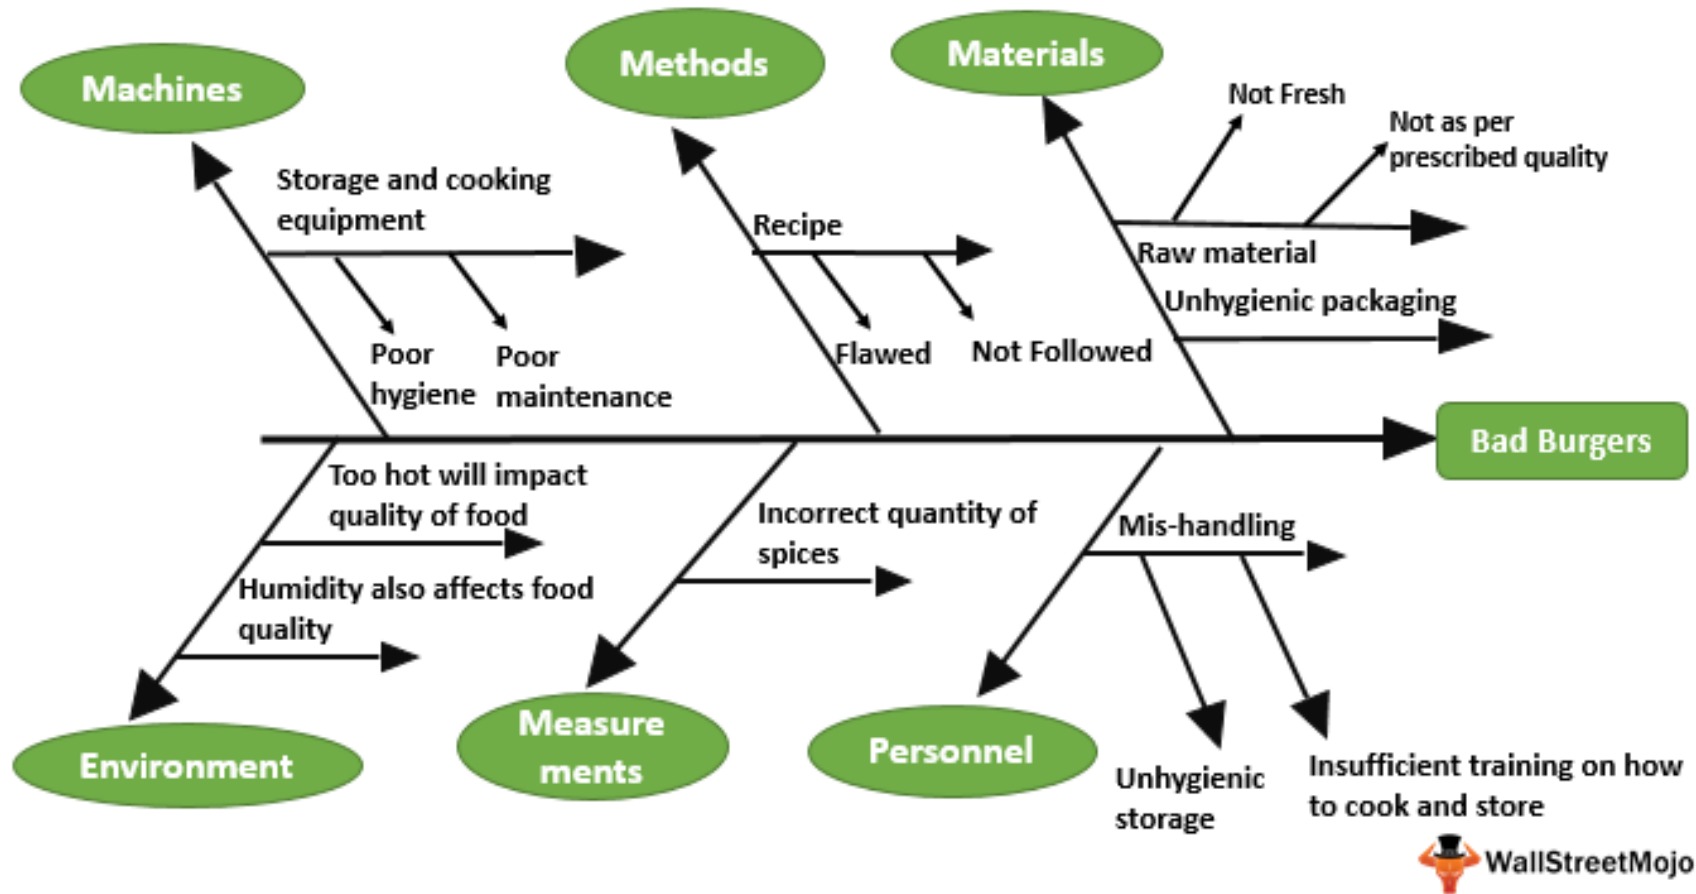 Machines
Methods
Materials
Not Fresh
Not as per
prescribed quality
Storage and cooking
equipment
Recipe
Raw material
Unhygienic packaging
Poor
hygiene
Poor
maintenance
Flawed
Not Followed
Bad Burgers
Too hot will impact
quality of food
Humidity also affects food
quality
Incorrect quantity of
spices
Mis-handling
Environment
Measure
ments
Personnel
Unhygienic
storage
Insufficient training on how
to cook and store
WallStreetMojo